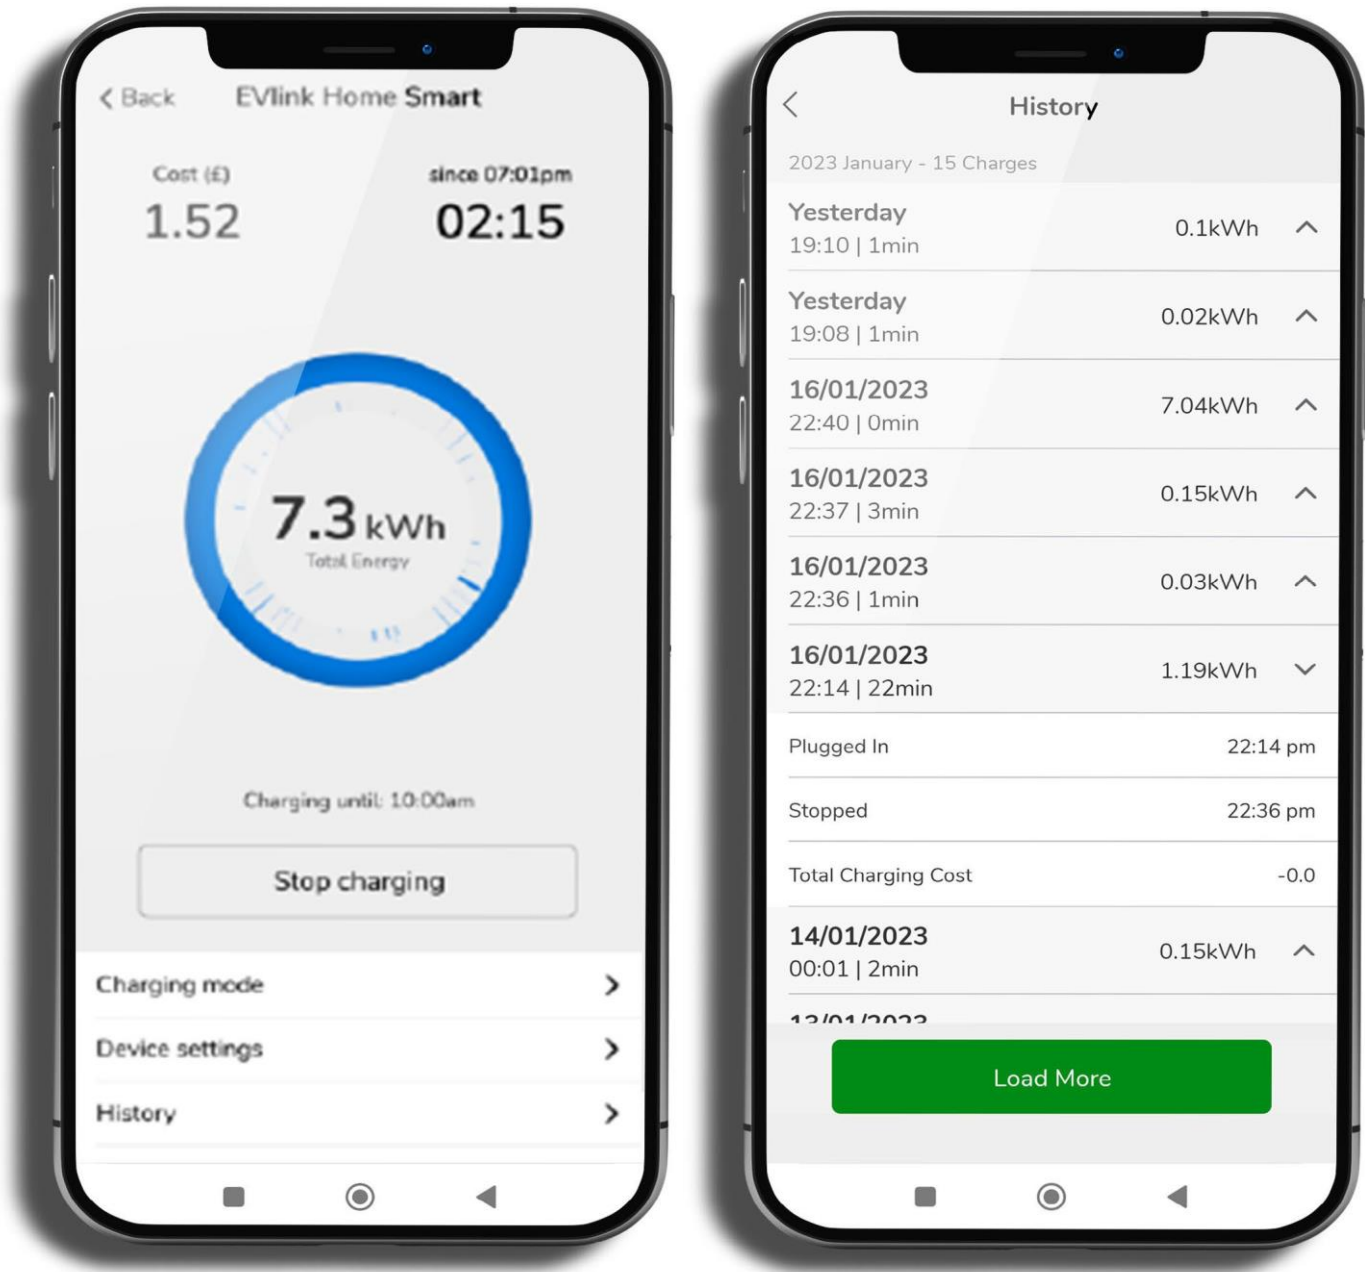 Back EVlink Home Smart
Cost (£) since 07:01pm
1.52 02:15
7.3 kWh
Total Energy
Charging until: 10:00am
Stop charging
Charging mode
Device settings
History
History
2023 January - 15 Charges
Yesterday
19:10 | 1min 0.1kWh
Yesterday
19:08 | 1min 0.02kWh
16/01/2023
22:40 | 0min 7.04kWh
16/01/2023
22:37 | 3min 0.15kWh
16/01/2023
22:36 | 1min 0.03kWh
16/01/2023
22:14 | 22min 1.19kWh
Plugged In 22:14 pm
Stopped 22:36 pm
Total Charging Cost -0.0
14/01/2023
00:01 | 2min 0.15kWh
13/01/2023
Load More